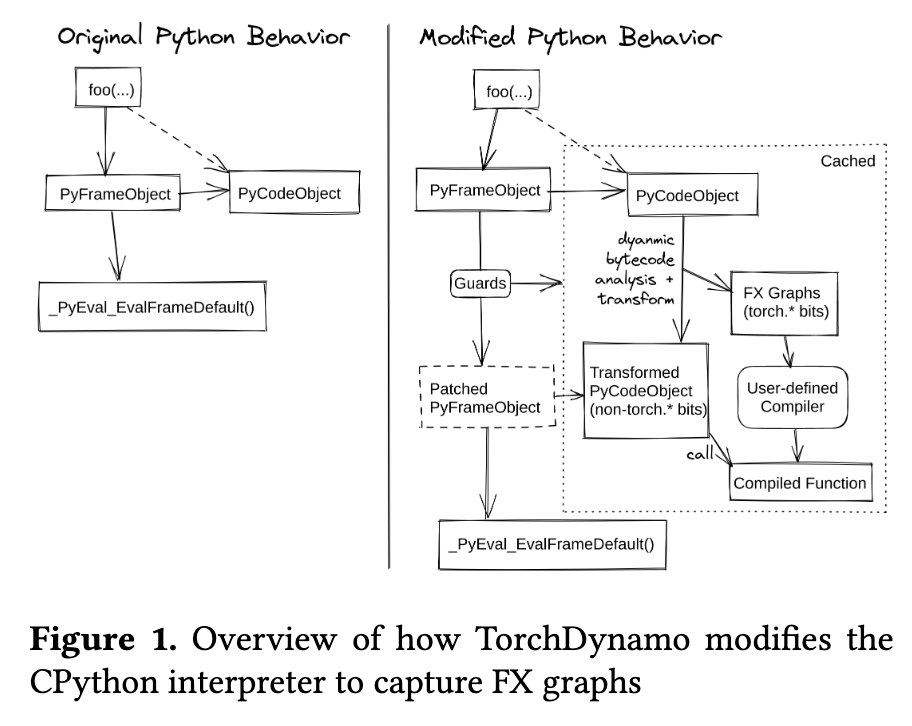 Original Python Behavior
foo(...)
PyFrameObject
PyCodeObject
_PyEval_EvalFrameDefault()
Modified Python Behavior
foo(...)
Cached
PyFrameObject
PyCodeObject
dyanmic
bytecode
analysis +
transform
Guards
FX Graphs
(torch.* bits)
Patched
PyFrameObject
Transformed
PyCodeObject
(non-torch.* bits)
User-defined
Compiler
call
Compiled Function
_PyEval_EvalFrameDefault()
Figure 1. Overview of how TorchDynamo modifies the
CPython interpreter to capture FX graphs